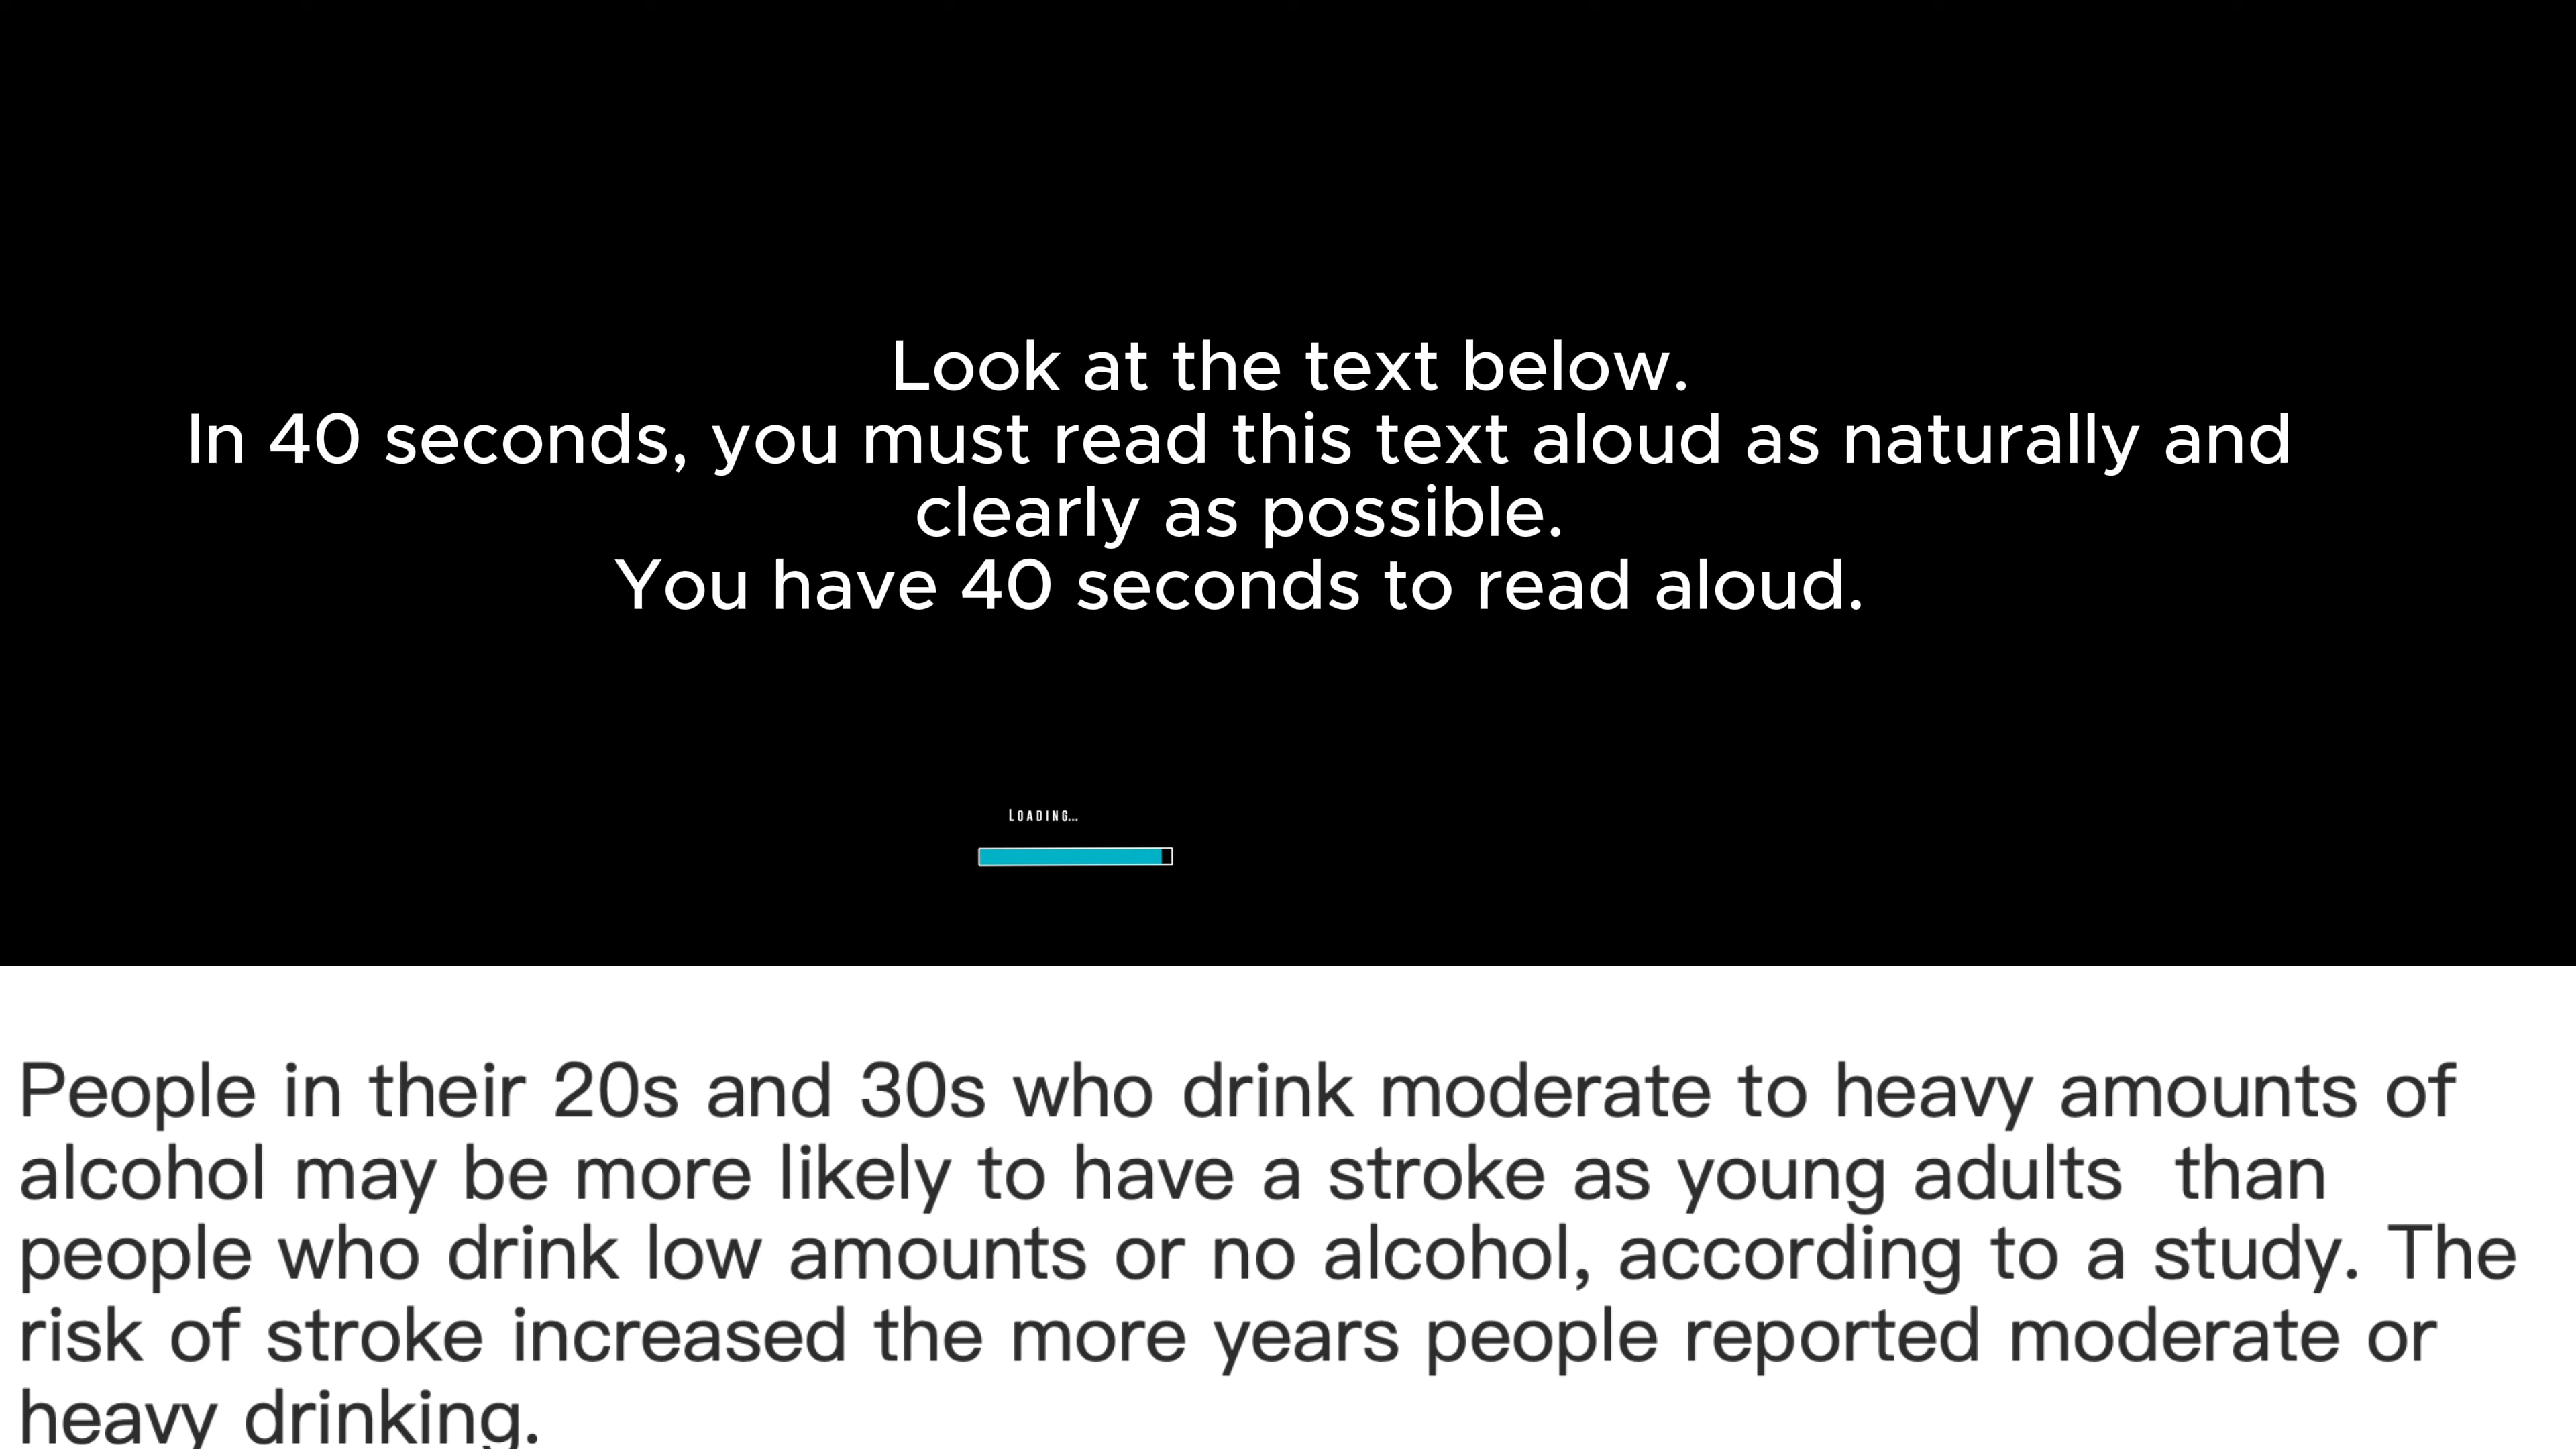 Look at the text below.
In 40 seconds, you must read this text aloud as naturally and
clearly as possible.
You have 40 seconds to read aloud.
LOADING...
People in their 20s and 30s who drink moderate to heavy amounts of
alcohol may be more likely to have a stroke as young adults  than
people who drink low amounts or no alcohol, according to a study. The
risk of stroke increased the more years people reported moderate or
heavy drinking.